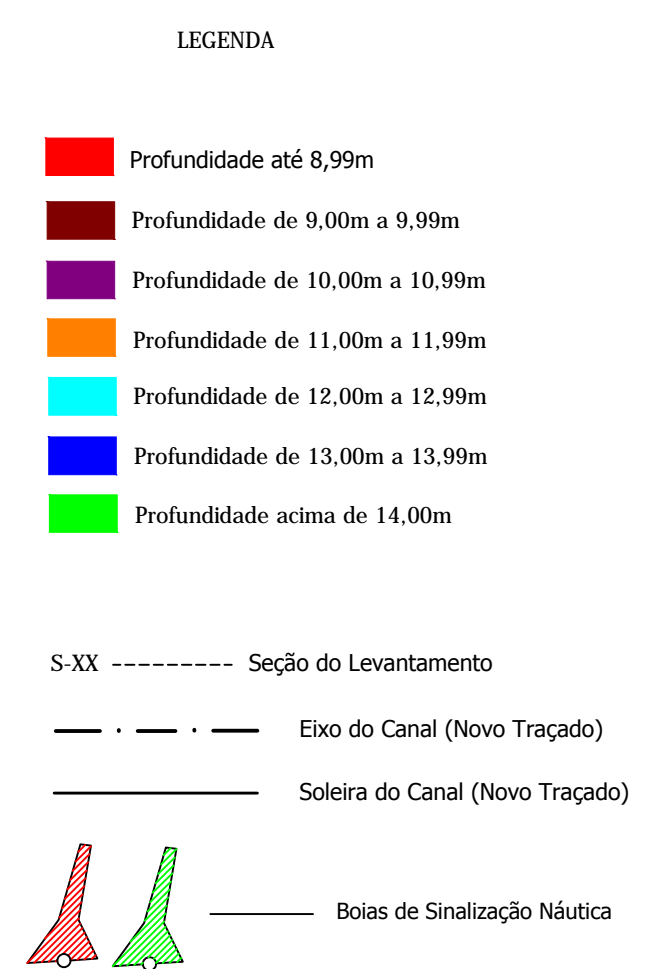 LEGENDA
Profundidade até 8,99m
Profundidade de 9,00m a 9,99m
Profundidade de 10,00m a 10,99m
Profundidade de 11,00m a 11,99m
Profundidade de 12,00m a 12,99m
Profundidade de 13,00m a 13,99m
Profundidade acima de 14,00m
S-XX --------- Seção do Levantamento
Eixo do Canal (Novo Traçado)
Soleira do Canal (Novo Traçado)
Boias de Sinalização Náutica